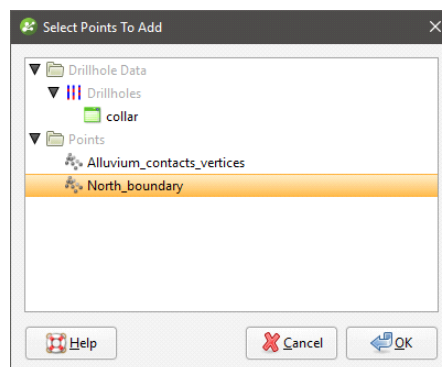 Select Points To Add
Drillhole Data
Drillholes
collar
Points
Alluvium_contacts_vertices
North_boundary
Help
Cancel
OK